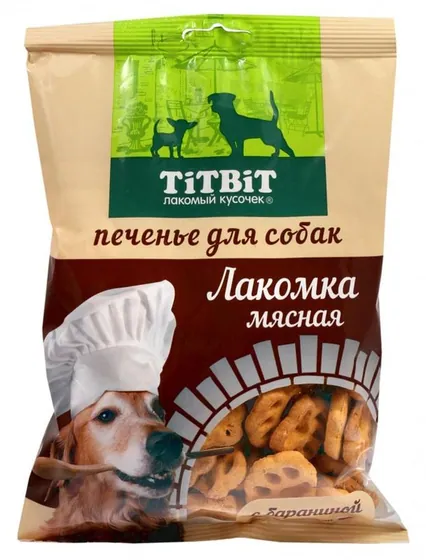 TiTBiT
лакомый кусочек®
печенье для собак
Лакомка
мясная
с бараниной